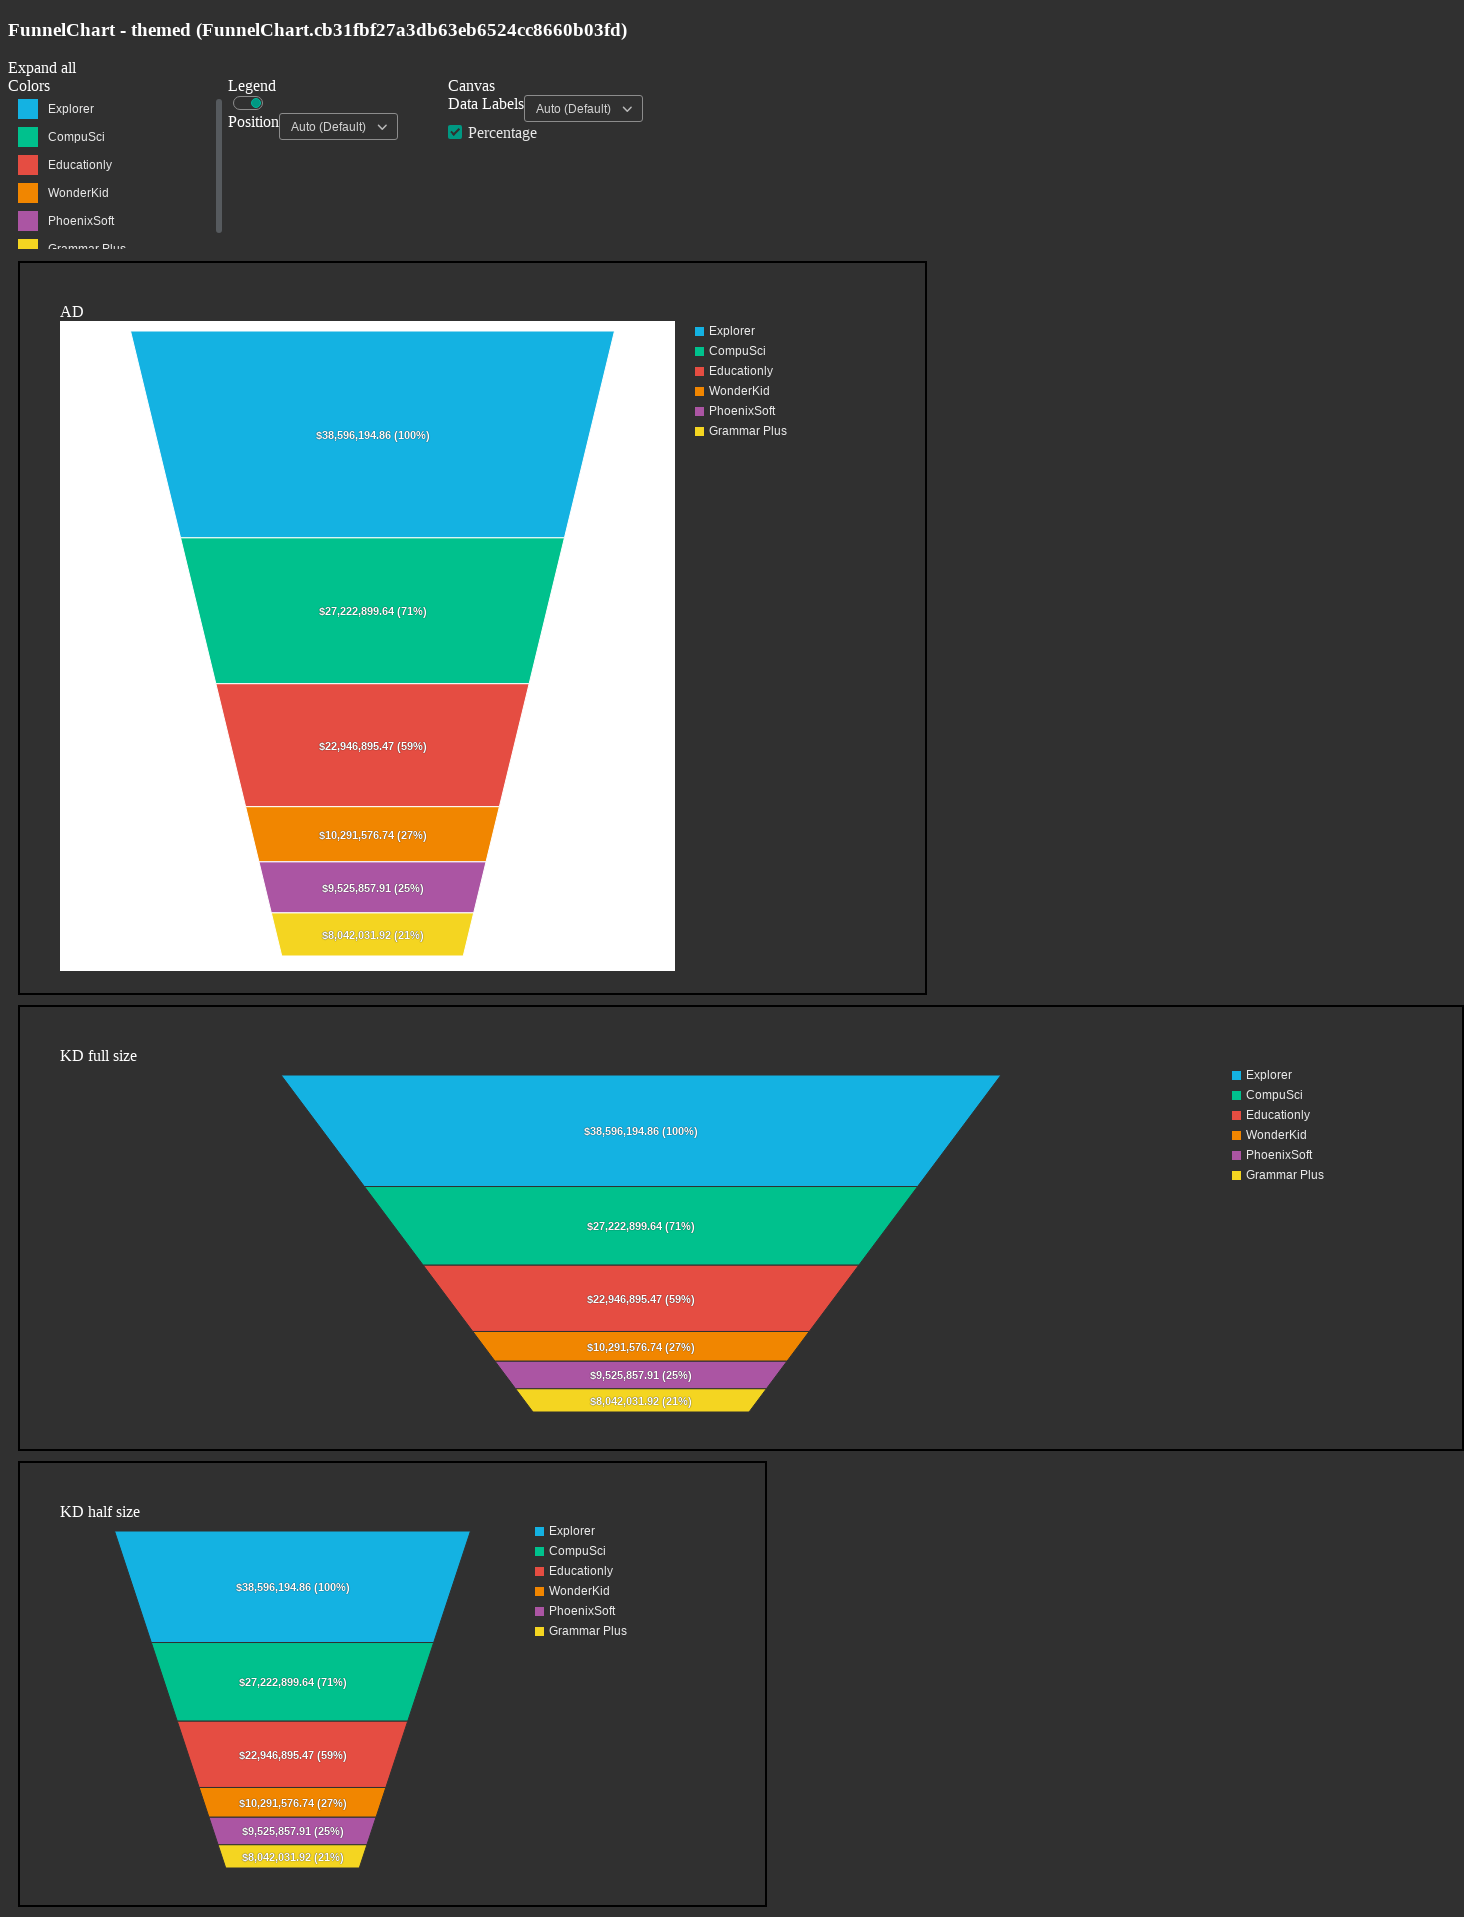 FunnelChart - themed (FunnelChart.cb31fbf27a3db63eb6524cc8660b03fd)
Expand all
Colors
Explorer
CompuSci
Educationly
WonderKid
PhoenixSoft
Grammar Plus
Legend
Position Auto (Default)
Canvas
Data Labels Auto (Default)
Percentage
AD
$38,596,194.86 (100%)
$27,222,899.64 (71%)
$22,946,895.47 (59%)
$10,291,576.74 (27%)
$9,525,857.91 (25%)
$8,042,031.92 (21%)
Explorer
CompuSci
Educationly
WonderKid
PhoenixSoft
Grammar Plus
KD full size
$38,596,194.86 (100%)
$27,222,899.64 (71%)
$22,946,895.47 (59%)
$10,291,576.74 (27%)
$9,525,857.91 (25%)
$8,042,031.92 (21%)
Explorer
CompuSci
Educationly
WonderKid
PhoenixSoft
Grammar Plus
KD half size
$38,596,194.86 (100%)
$27,222,899.64 (71%)
$22,946,895.47 (59%)
$10,291,576.74 (27%)
$9,525,857.91 (25%)
$8,042,031.92 (21%)
Explorer
CompuSci
Educationly
WonderKid
PhoenixSoft
Grammar Plus